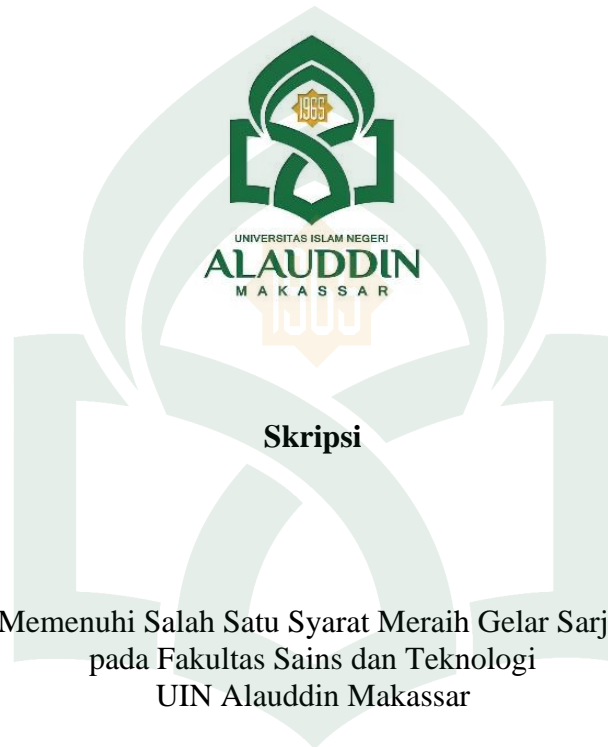 1965
UNIVERSITAS ISLAM NEGERI
ALAUDDIN
MAKASSAR
1965
Skripsi
Memenuhi Salah Satu Syarat Meraih Gelar Sarj
pada Fakultas Sains dan Teknologi
UIN Alauddin Makassar